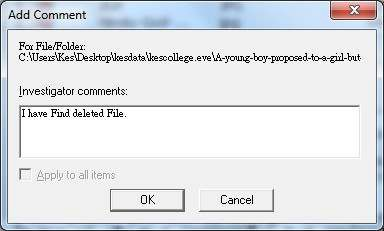 Add Comment
For File/Folder:
C:\Users\Kes\Desktop\kesdata\kescollege.eve\A-young-boy-proposed-to-a-girl-but-
Investigator comments:
I have Find deleted File.
Apply to all items
OK
Cancel